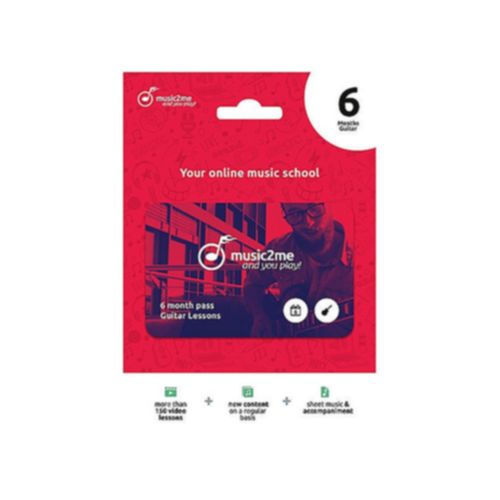 music2me
and you play!
6
Months
Guitar
Your online music school
music2me
and you play!
6 month pass
Guitar Lessons
more than
150 video
lessons
+
new content
on a regular
basis
+
sheet music &
accompaniment